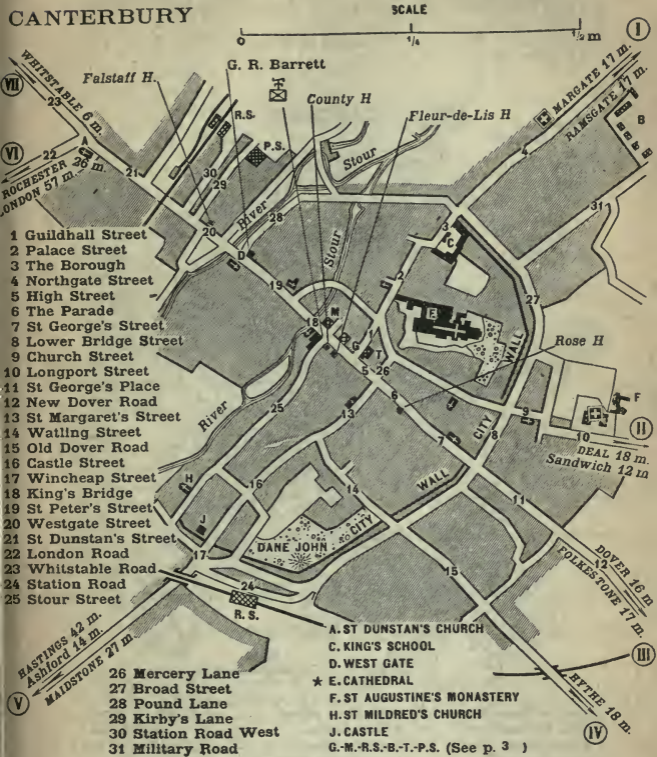 CANTERBURY
SCALE
0 1/4 1/2 m
G. R. Barrett
Falstaff H.
County H
Fleur-de-Lis H
I
MARGATE 17 m.
RAMSGATE 17 m.
B
VII
WHITSTABLE 6 m.
23
A
22
VI
ROCHESTER 26 m.
LONDON 57 m.
21
R.S.
P.S.
30
29
20
D
28
River
Stour
Stour
4
31
3
C
2
27
19
E
WALL
M
18
G
1
T
26
5
6
Rose H
River
25
13
7
CITY
8
9
10
F
II
DEAL 18 m.
Sandwich 12 m
H
16
14
WALL
11
J
DANE JOHN
CITY
15
12
DOVER 16 m
FOLKESTONE 17 m.
III
17
24
R.S.
HASTINGS 42 m.
Ashford 14 m.
MAIDSTONE 27 m.
V
HYTHE 18 m.
IV
1 Guildhall Street
2 Palace Street
3 The Borough
4 Northgate Street
5 High Street
6 The Parade
7 St George's Street
8 Lower Bridge Street
9 Church Street
10 Longport Street
11 St George's Place
12 New Dover Road
13 St Margaret's Street
14 Watling Street
15 Old Dover Road
16 Castle Street
17 Wincheap Street
18 King's Bridge
19 St Peter's Street
20 Westgate Street
21 St Dunstan's Street
22 London Road
23 Whitstable Road
24 Station Road
25 Stour Street
26 Mercery Lane
27 Broad Street
28 Pound Lane
29 Kirby's Lane
30 Station Road West
31 Military Road
A. ST DUNSTAN'S CHURCH
C. KING'S SCHOOL
D. WEST GATE
★ E. CATHEDRAL
F. ST AUGUSTINE'S MONASTERY
H. ST MILDRED'S CHURCH
J. CASTLE
G.-M.-R.S.-B.-T.-P.S. (See p. 3 )